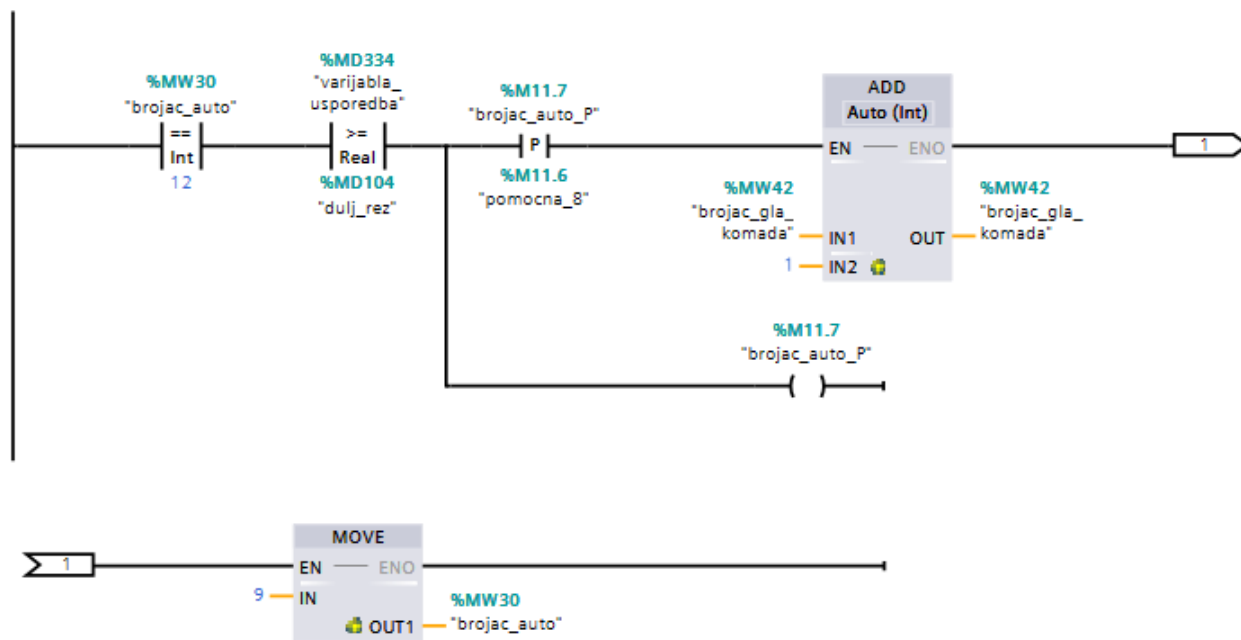 %MW30
"brojac_auto"
==
Int
12
%MD334
"varijabla_
usporedba"
>=
Real
%MD104
"dulj_rez"
%M11.7
"brojac_auto_P"
P
%M11.6
"pomocna_8"
ADD
Auto (Int)
EN ENO
%MW42
"brojac_gla_
komada"
IN1
1
IN2
OUT
%MW42
"brojac_gla_
komada"
1
%M11.7
"brojac_auto_P"
( )
1
MOVE
EN ENO
9
IN
OUT1
%MW30
"brojac_auto"